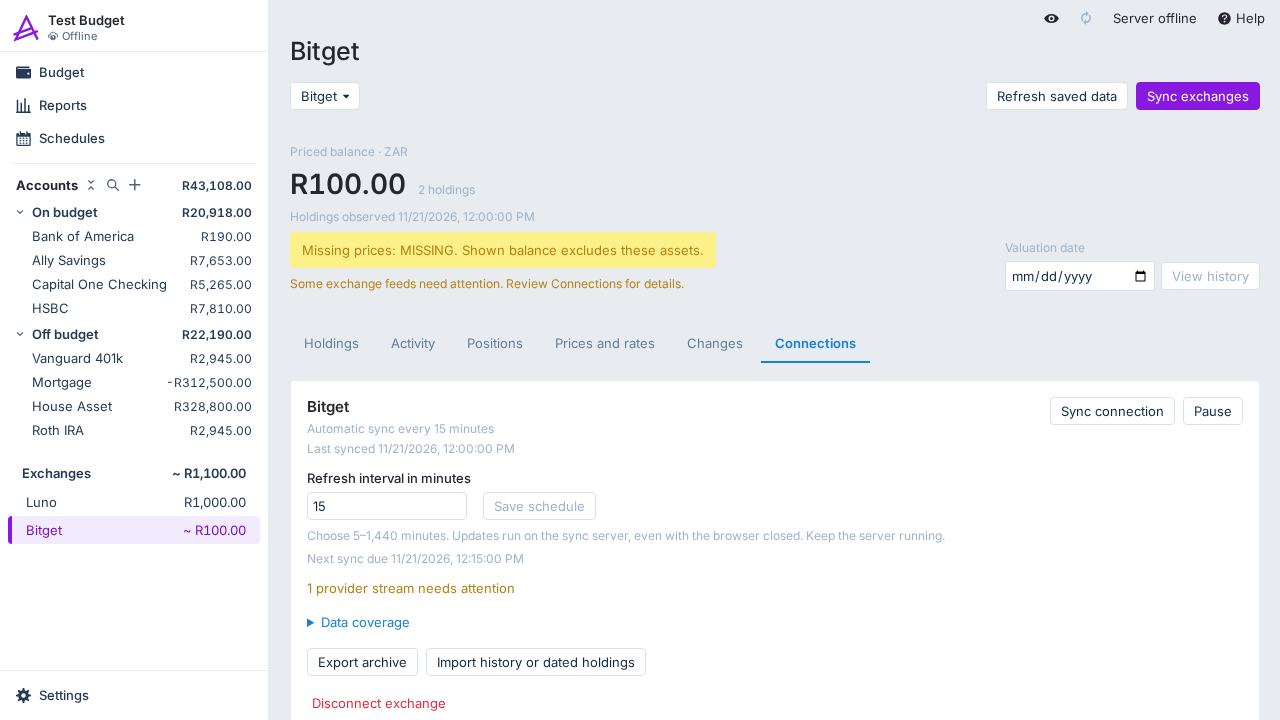 Test Budget
Offline
Server offline
Help
Budget
Reports
Schedules
Accounts R43,108.00
On budget R20,918.00
Bank of America R190.00
Ally Savings R7,653.00
Capital One Checking R5,265.00
HSBC R7,810.00
Off budget R22,190.00
Vanguard 401k R2,945.00
Mortgage -R312,500.00
House Asset R328,800.00
Roth IRA R2,945.00
Exchanges ~ R1,100.00
Luno R1,000.00
Bitget ~ R100.00
Settings
Bitget
Bitget
Refresh saved data
Sync exchanges
Priced balance · ZAR
R100.00 2 holdings
Holdings observed 11/21/2026, 12:00:00 PM
Missing prices: MISSING. Shown balance excludes these assets.
Some exchange feeds need attention. Review Connections for details.
Valuation date
mm/dd/yyyy
View history
Holdings Activity Positions Prices and rates Changes Connections
Bitget
Sync connection
Pause
Automatic sync every 15 minutes
Last synced 11/21/2026, 12:00:00 PM
Refresh interval in minutes
15
Save schedule
Choose 5–1,440 minutes. Updates run on the sync server, even with the browser closed. Keep the server running.
Next sync due 11/21/2026, 12:15:00 PM
1 provider stream needs attention
Data coverage
Export archive
Import history or dated holdings
Disconnect exchange